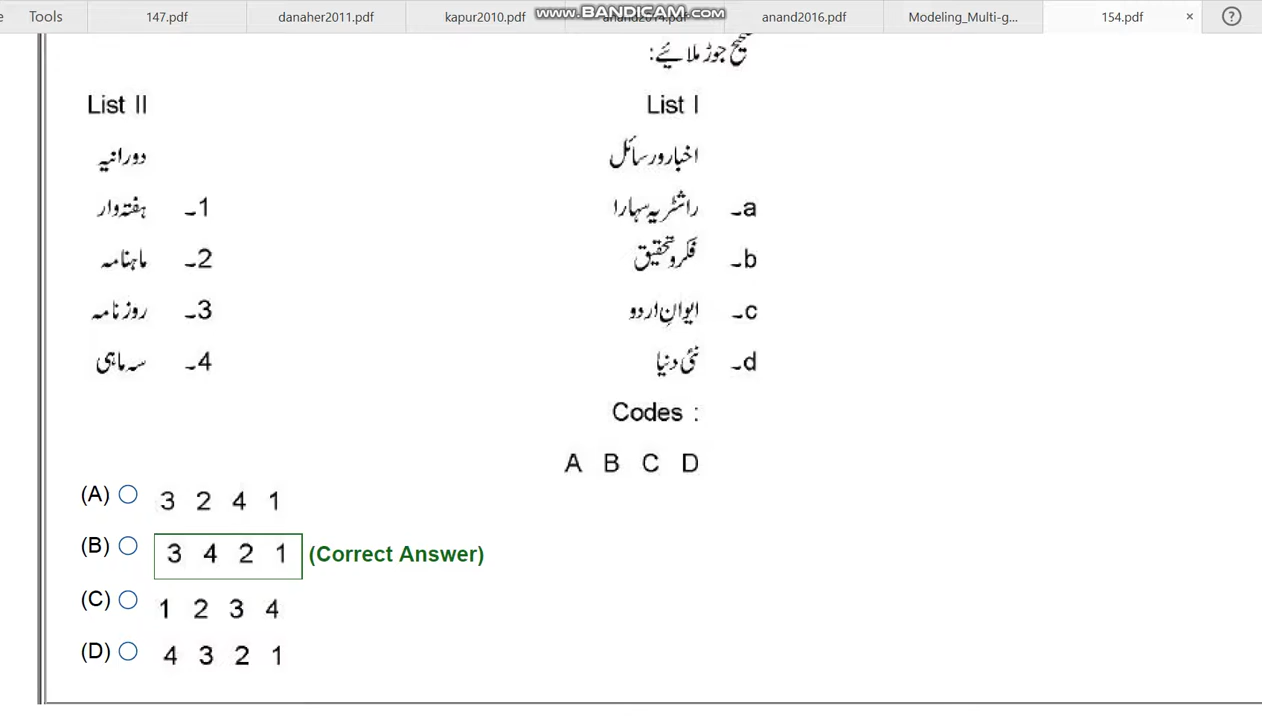 Tools 147.pdf danaher2011.pdf kapur2010.pdf anand2014.pdf anand2016.pdf Modeling_Multi-g... 154.pdf × ?
www.BANDICAM.com
صحیح جوڑ ملائیے:
List I List II
اخبار و رسائل دورانیہ
a۔ راشٹریہ سہارا 1۔ ہفتہ وار
b۔ فکر و تحقیق 2۔ ماہنامہ
c۔ ایوانِ اردو 3۔ روزنامہ
d۔ نئی دنیا 4۔ سہ ماہی
Codes :
A B C D
(A) 3 2 4 1
(B) 3 4 2 1 (Correct Answer)
(C) 1 2 3 4
(D) 4 3 2 1